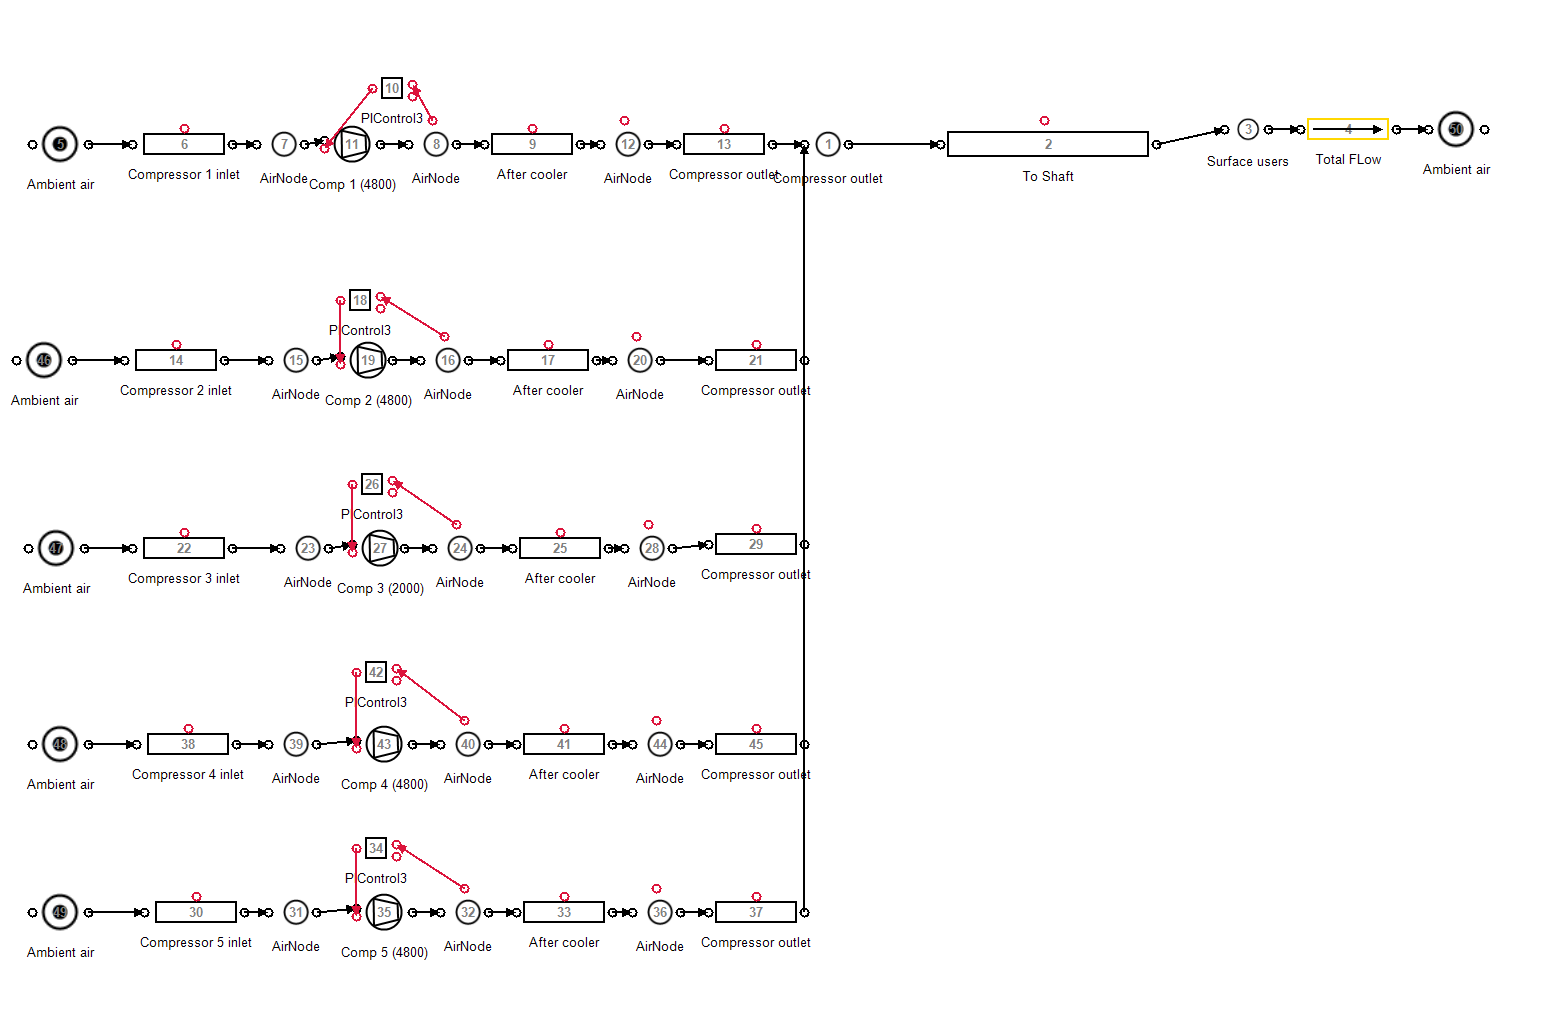 10
PIControl3
5
6
7
11
8
9
12
13
1
2
3
4
50
Ambient air
Compressor 1 inlet
AirNode
Comp 1 (4800)
AirNode
After cooler
AirNode
Compressor outlet
Compressor outlet
To Shaft
Surface users
Total FLow
Ambient air
18
PIControl3
46
14
15
19
16
17
20
21
Ambient air
Compressor 2 inlet
AirNode
Comp 2 (4800)
AirNode
After cooler
AirNode
Compressor outlet
26
PIControl3
47
22
23
27
24
25
28
29
Ambient air
Compressor 3 inlet
AirNode
Comp 3 (2000)
AirNode
After cooler
AirNode
Compressor outlet
42
PIControl3
48
38
39
43
40
41
44
45
Ambient air
Compressor 4 inlet
AirNode
Comp 4 (4800)
AirNode
After cooler
AirNode
Compressor outlet
34
PIControl3
49
30
31
35
32
33
36
37
Ambient air
Compressor 5 inlet
AirNode
Comp 5 (4800)
AirNode
After cooler
AirNode
Compressor outlet